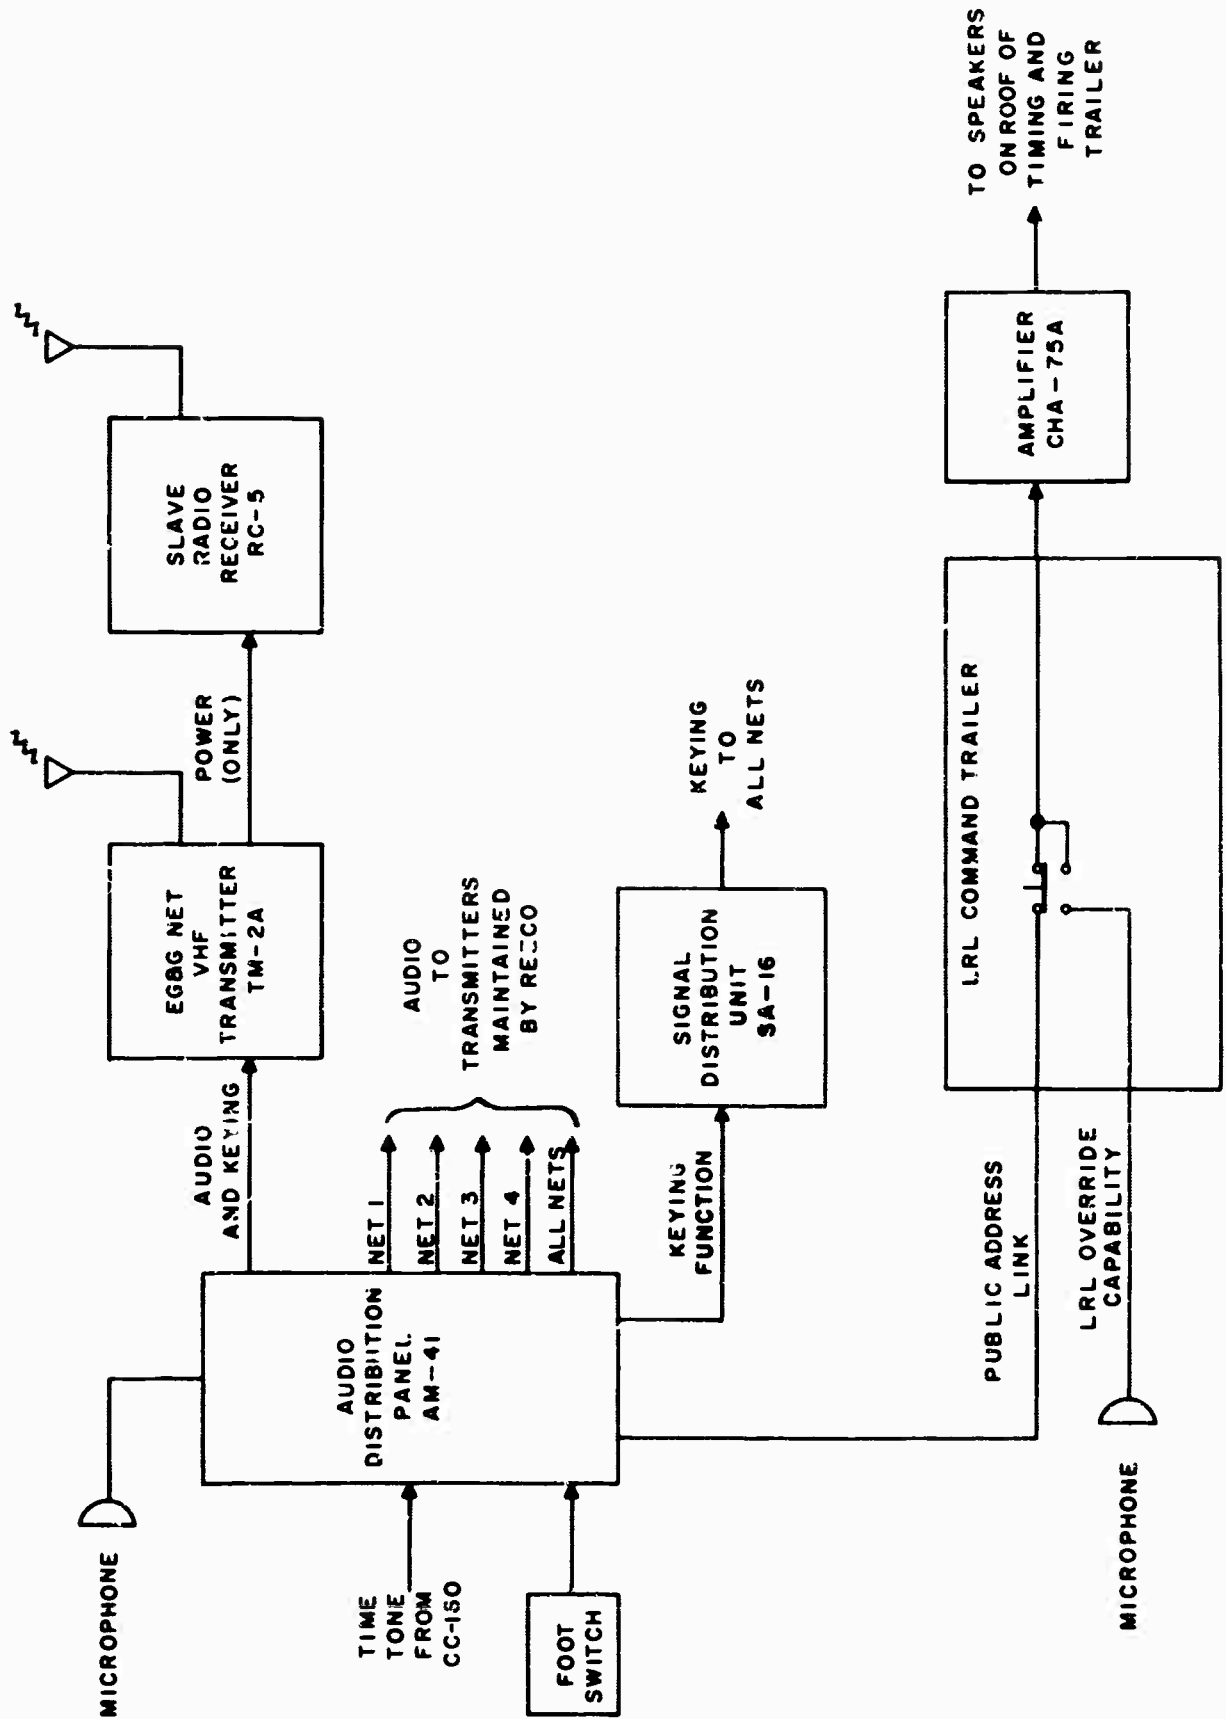 MICROPHONE
TIME
TONE
FROM
CC-150
FOOT
SWITCH
AUDIO
DISTRIBUTION
PANEL
AM-41
AUDIO
AND KEYING
NET 1
NET 2
NET 3
NET 4
ALL NETS
AUDIO
TO
TRANSMITTERS
MAINTAINED
BY REECO
EG&G NET
VHF
TRANSMITTER
TM-2A
POWER
(ONLY)
SLAVE
RADIO
RECEIVER
RC-5
KEYING
FUNCTION
SIGNAL
DISTRIBUTION
UNIT
SA-16
KEYING
TO
ALL NETS
PUBLIC ADDRESS
LINK
LRL OVERRIDE
CAPABILITY
MICROPHONE
LRL COMMAND TRAILER
AMPLIFIER
CHA-75A
TO SPEAKERS
ON ROOF OF
TIMING AND
FIRING
TRAILER